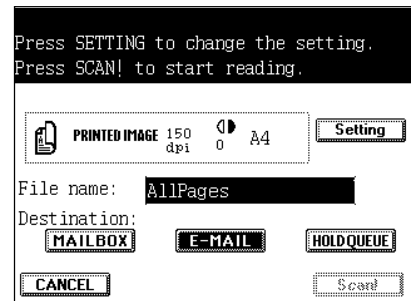 Press SETTING to change the setting.
Press SCAN! to start reading.
PRINTED IMAGE 150 dpi 0 A4 Setting
File name: AllPages
Destination:
MAILBOX E-MAIL HOLD QUEUE
CANCEL Scan!